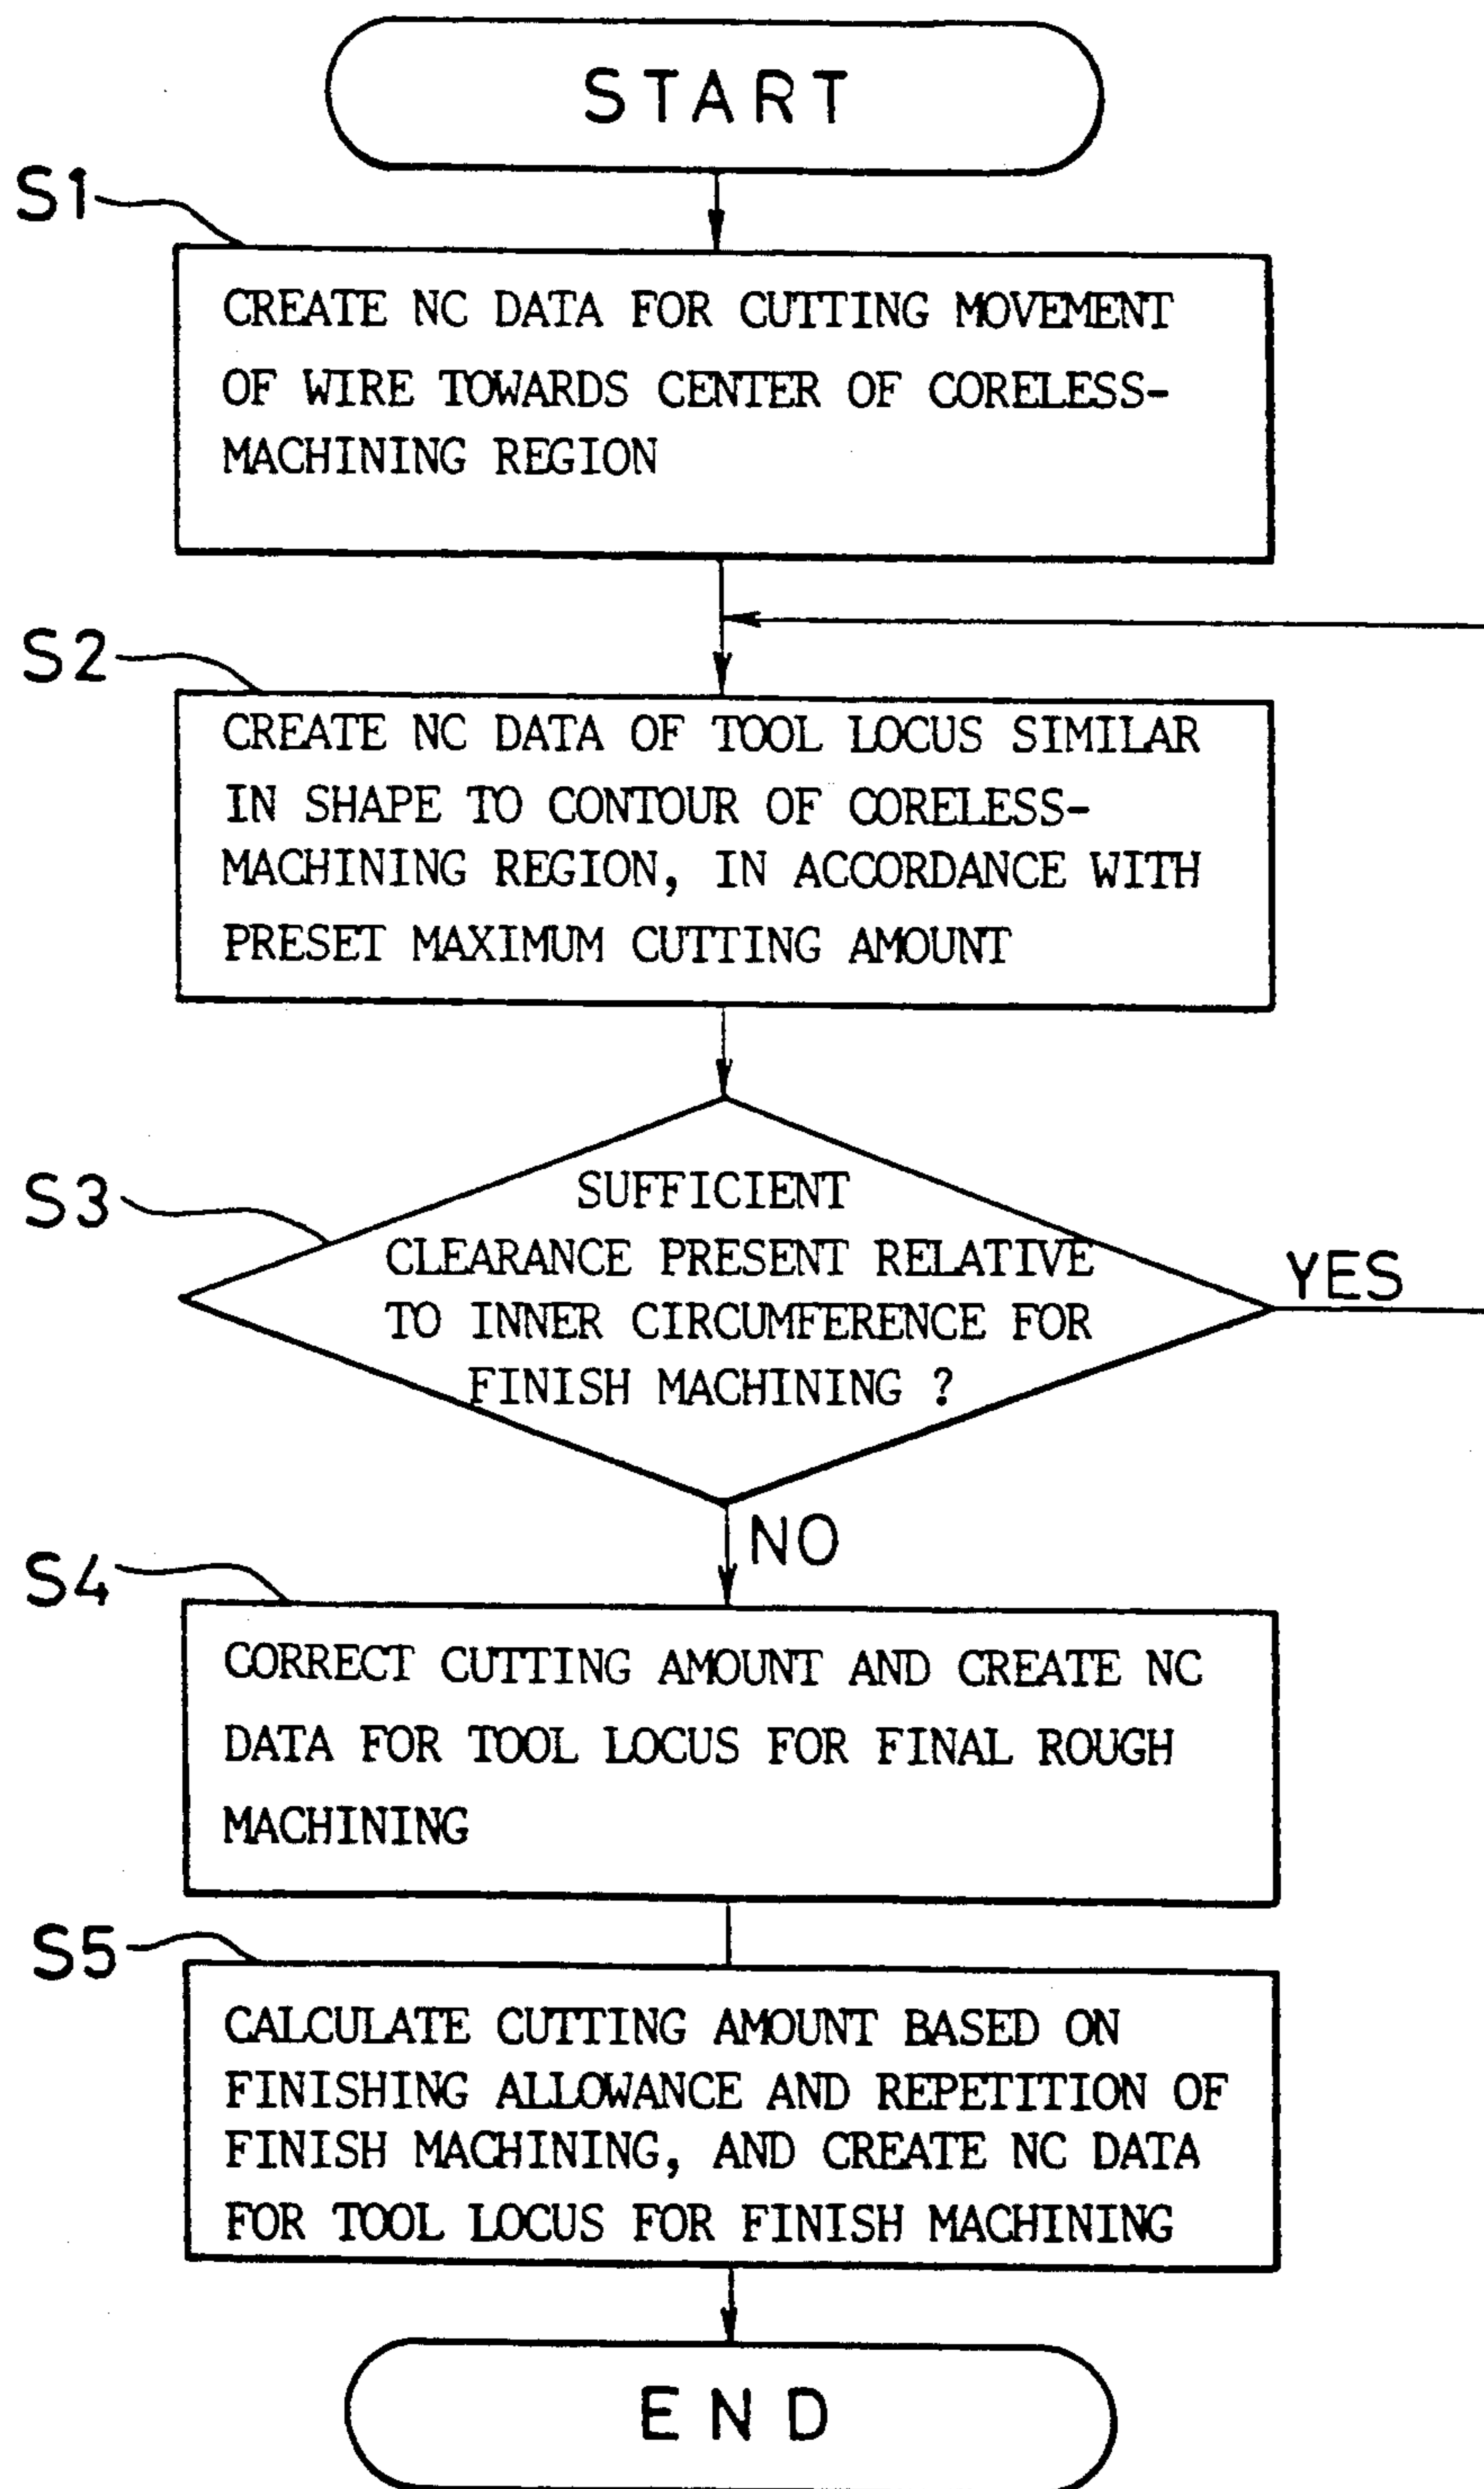 START
S1
CREATE NC DATA FOR CUTTING MOVEMENT
OF WIRE TOWARDS CENTER OF CORELESS-
MACHINING REGION
S2
CREATE NC DATA OF TOOL LOCUS SIMILAR
IN SHAPE TO CONTOUR OF CORELESS-
MACHINING REGION, IN ACCORDANCE WITH
PRESET MAXIMUM CUTTING AMOUNT
S3
SUFFICIENT
CLEARANCE PRESENT RELATIVE
TO INNER CIRCUMFERENCE FOR
FINISH MACHINING ?
YES
NO
S4
CORRECT CUTTING AMOUNT AND CREATE NC
DATA FOR TOOL LOCUS FOR FINAL ROUGH
MACHINING
S5
CALCULATE CUTTING AMOUNT BASED ON
FINISHING ALLOWANCE AND REPETITION OF
FINISH MACHINING, AND CREATE NC DATA
FOR TOOL LOCUS FOR FINISH MACHINING
END